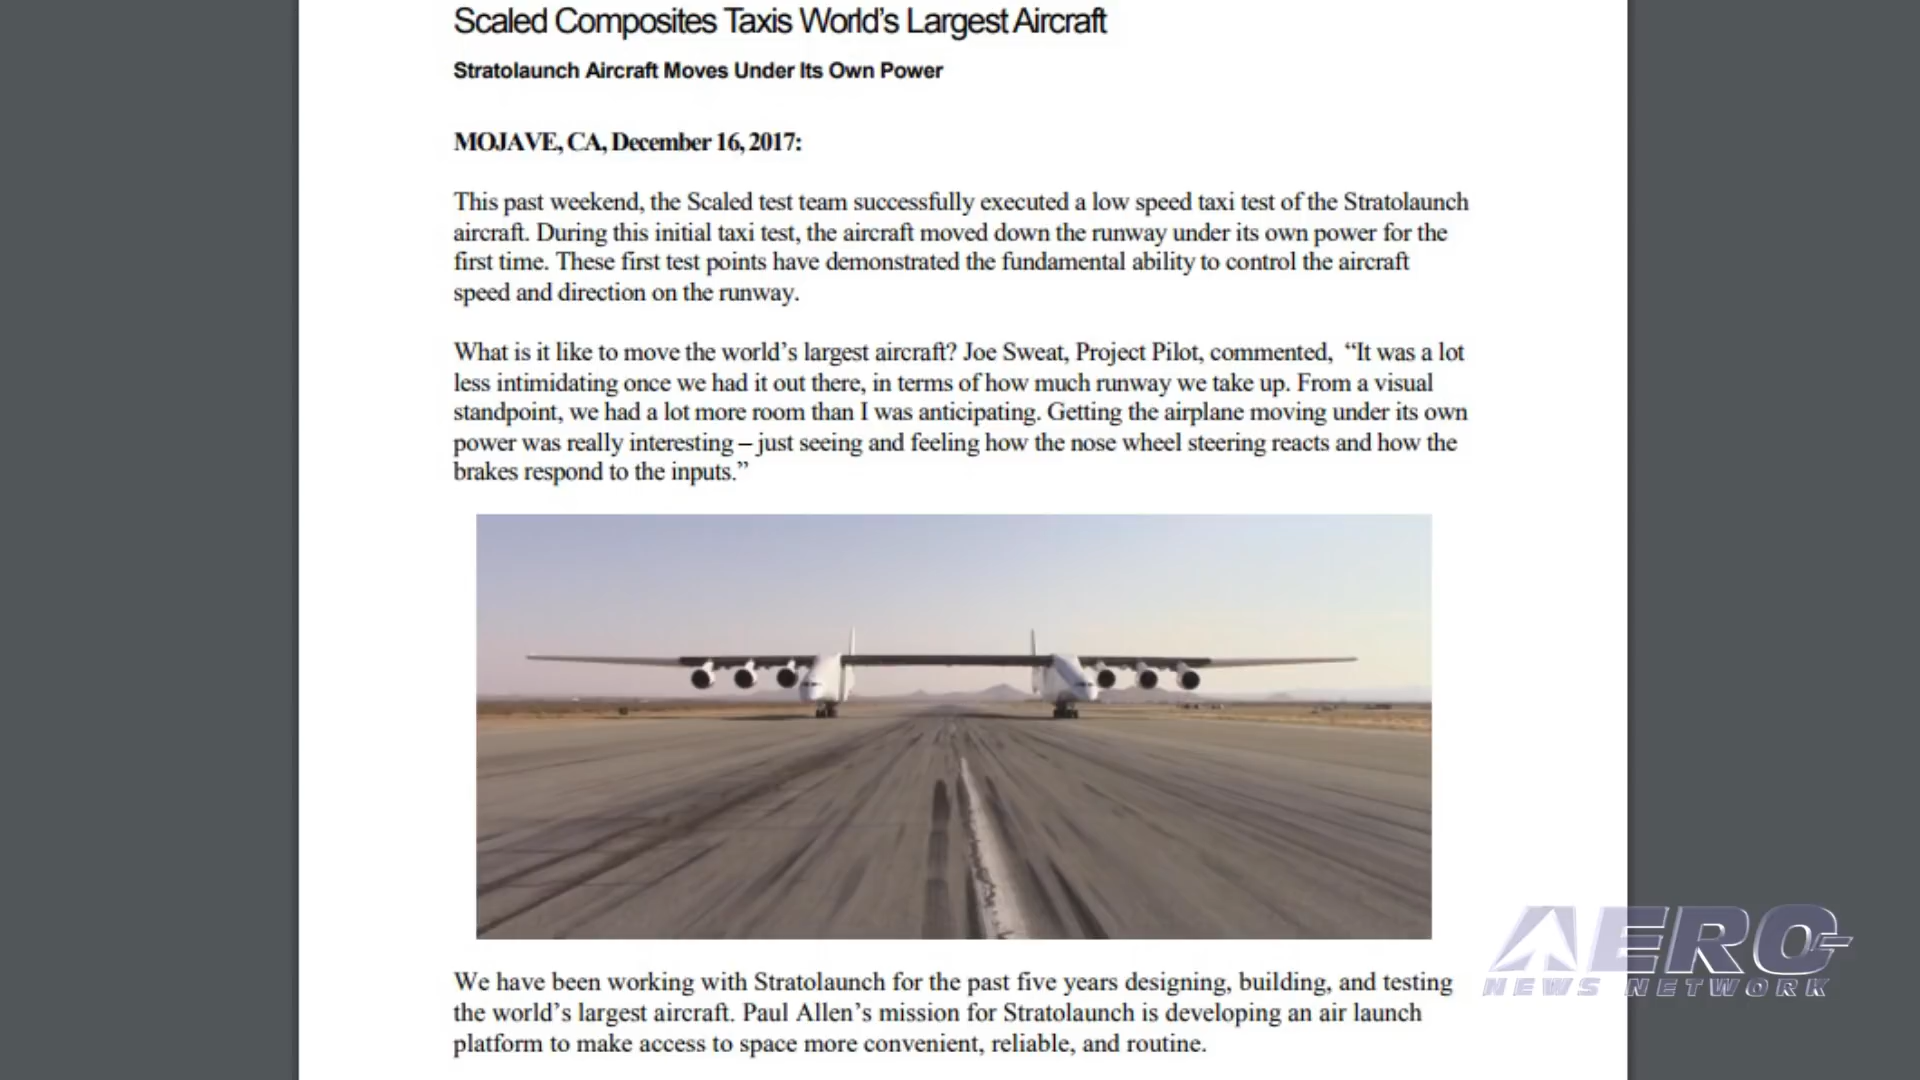 Scaled Composites Taxis World's Largest Aircraft
Stratolaunch Aircraft Moves Under Its Own Power
MOJAVE, CA, December 16, 2017:
This past weekend, the Scaled test team successfully executed a low speed taxi test of the Stratolaunch
aircraft. During this initial taxi test, the aircraft moved down the runway under its own power for the
first time. These first test points have demonstrated the fundamental ability to control the aircraft
speed and direction on the runway.
What is it like to move the world's largest aircraft? Joe Sweat, Project Pilot, commented, “It was a lot
less intimidating once we had it out there, in terms of how much runway we take up. From a visual
standpoint, we had a lot more room than I was anticipating. Getting the airplane moving under its own
power was really interesting – just seeing and feeling how the nose wheel steering reacts and how the
brakes respond to the inputs.”
We have been working with Stratolaunch for the past five years designing, building, and testing
the world's largest aircraft. Paul Allen's mission for Stratolaunch is developing an air launch
platform to make access to space more convenient, reliable, and routine.
AERO-
NEWS NETWORK